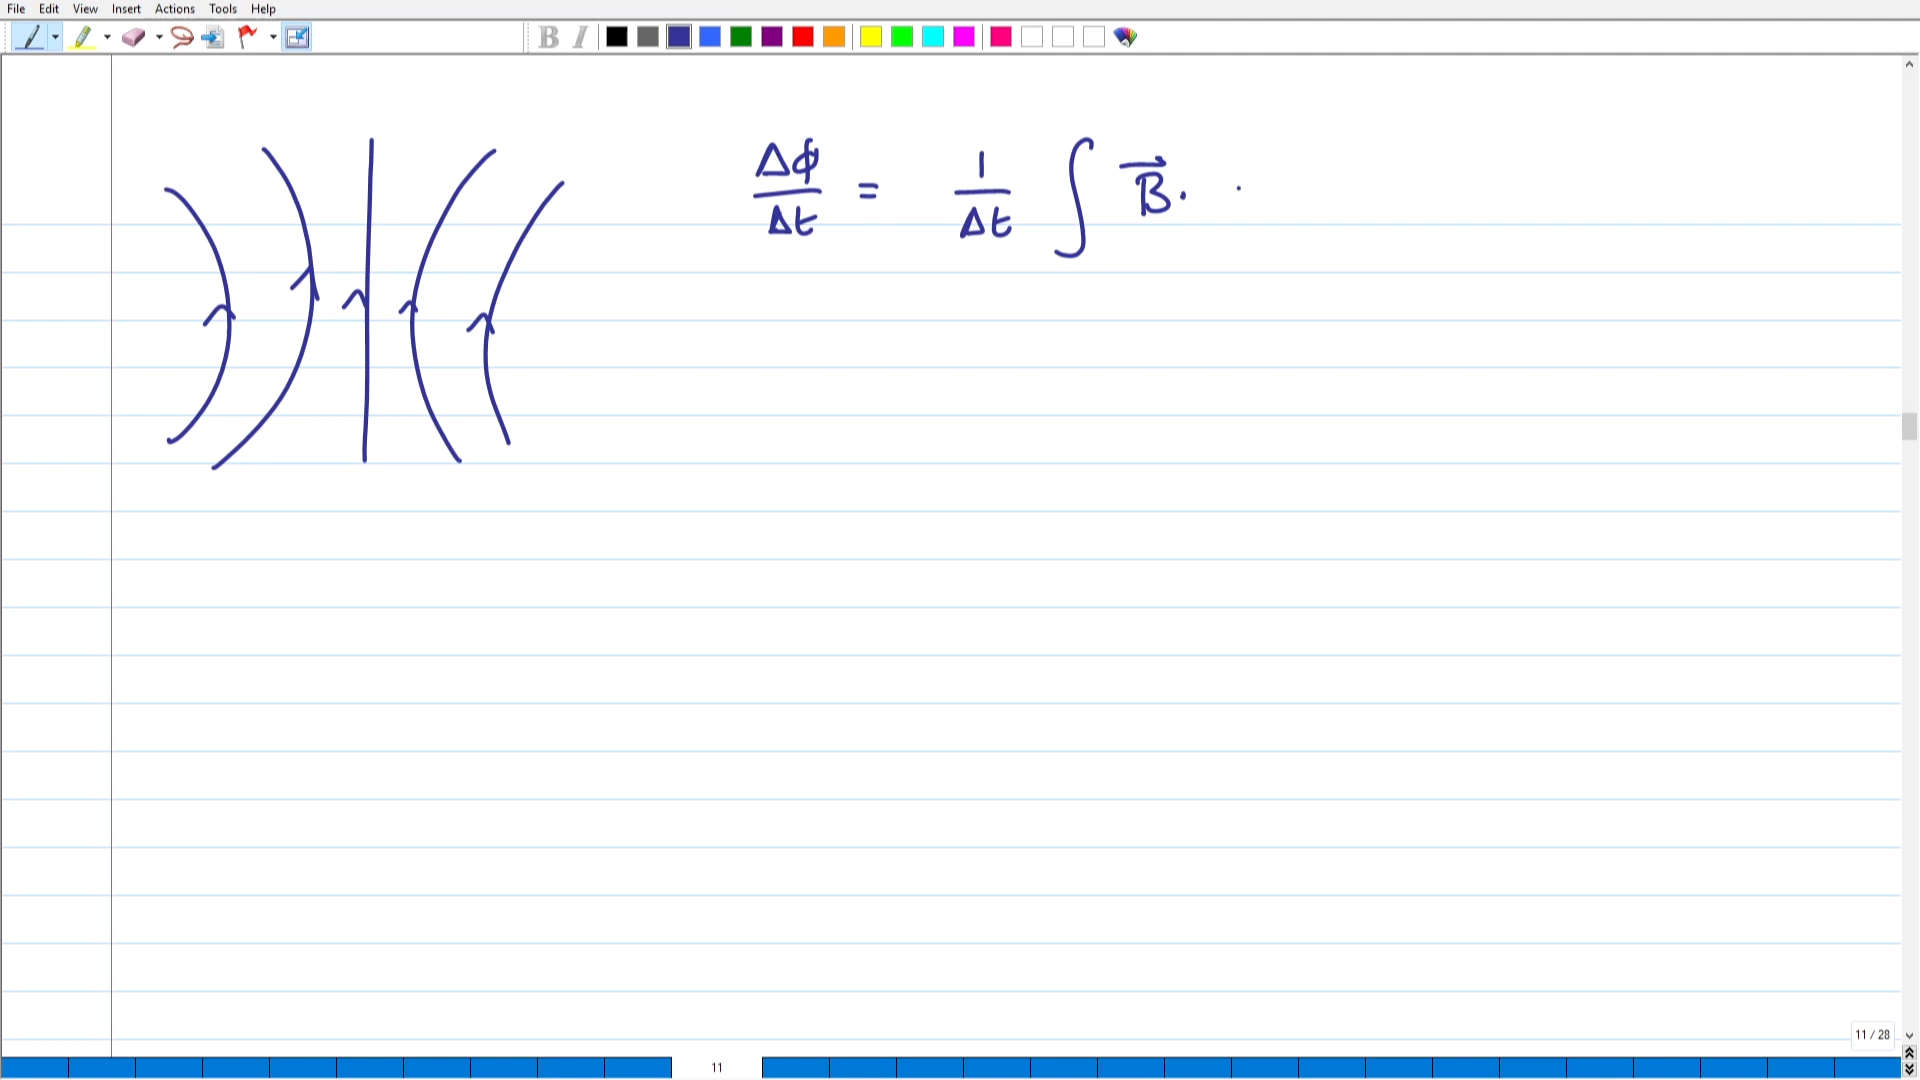 File Edit View Insert Actions Tools Help
B I
Δϕ/Δt = 1/Δt ∫ B⃗ . .
11 / 28
11